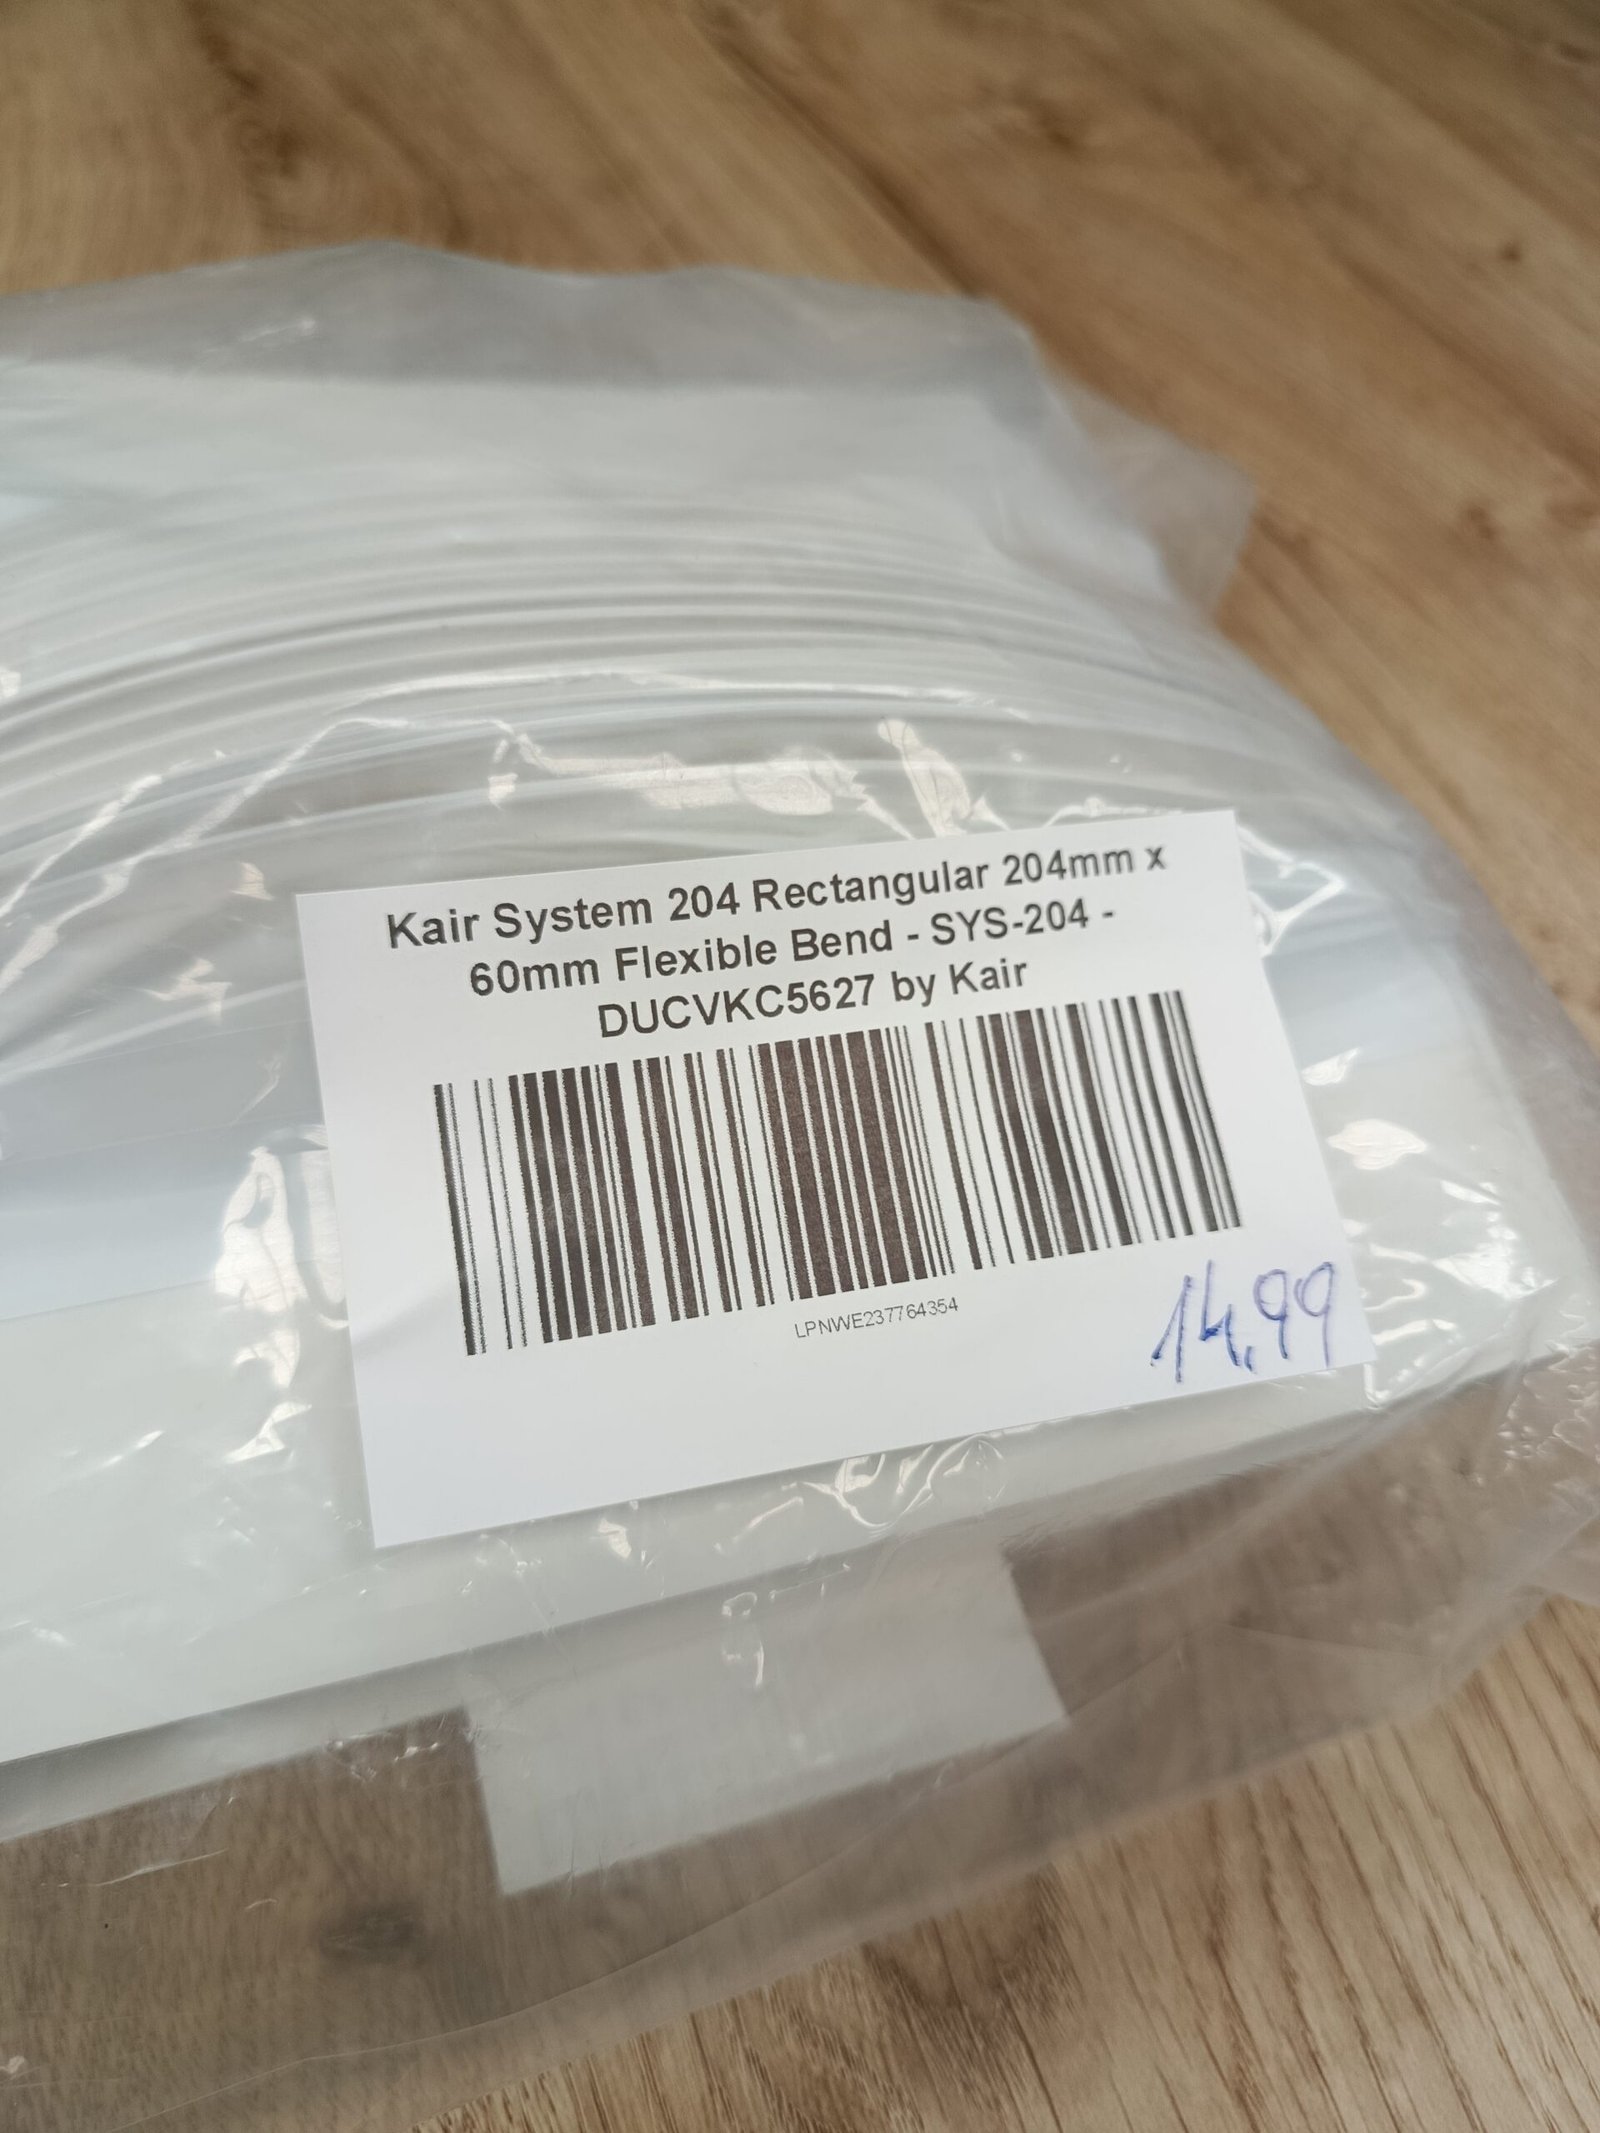 Kair System 204 Rectangular 204mm x
60mm Flexible Bend - SYS-204 -
DUCVKC5627 by Kair
LPNWE237764354
14,99